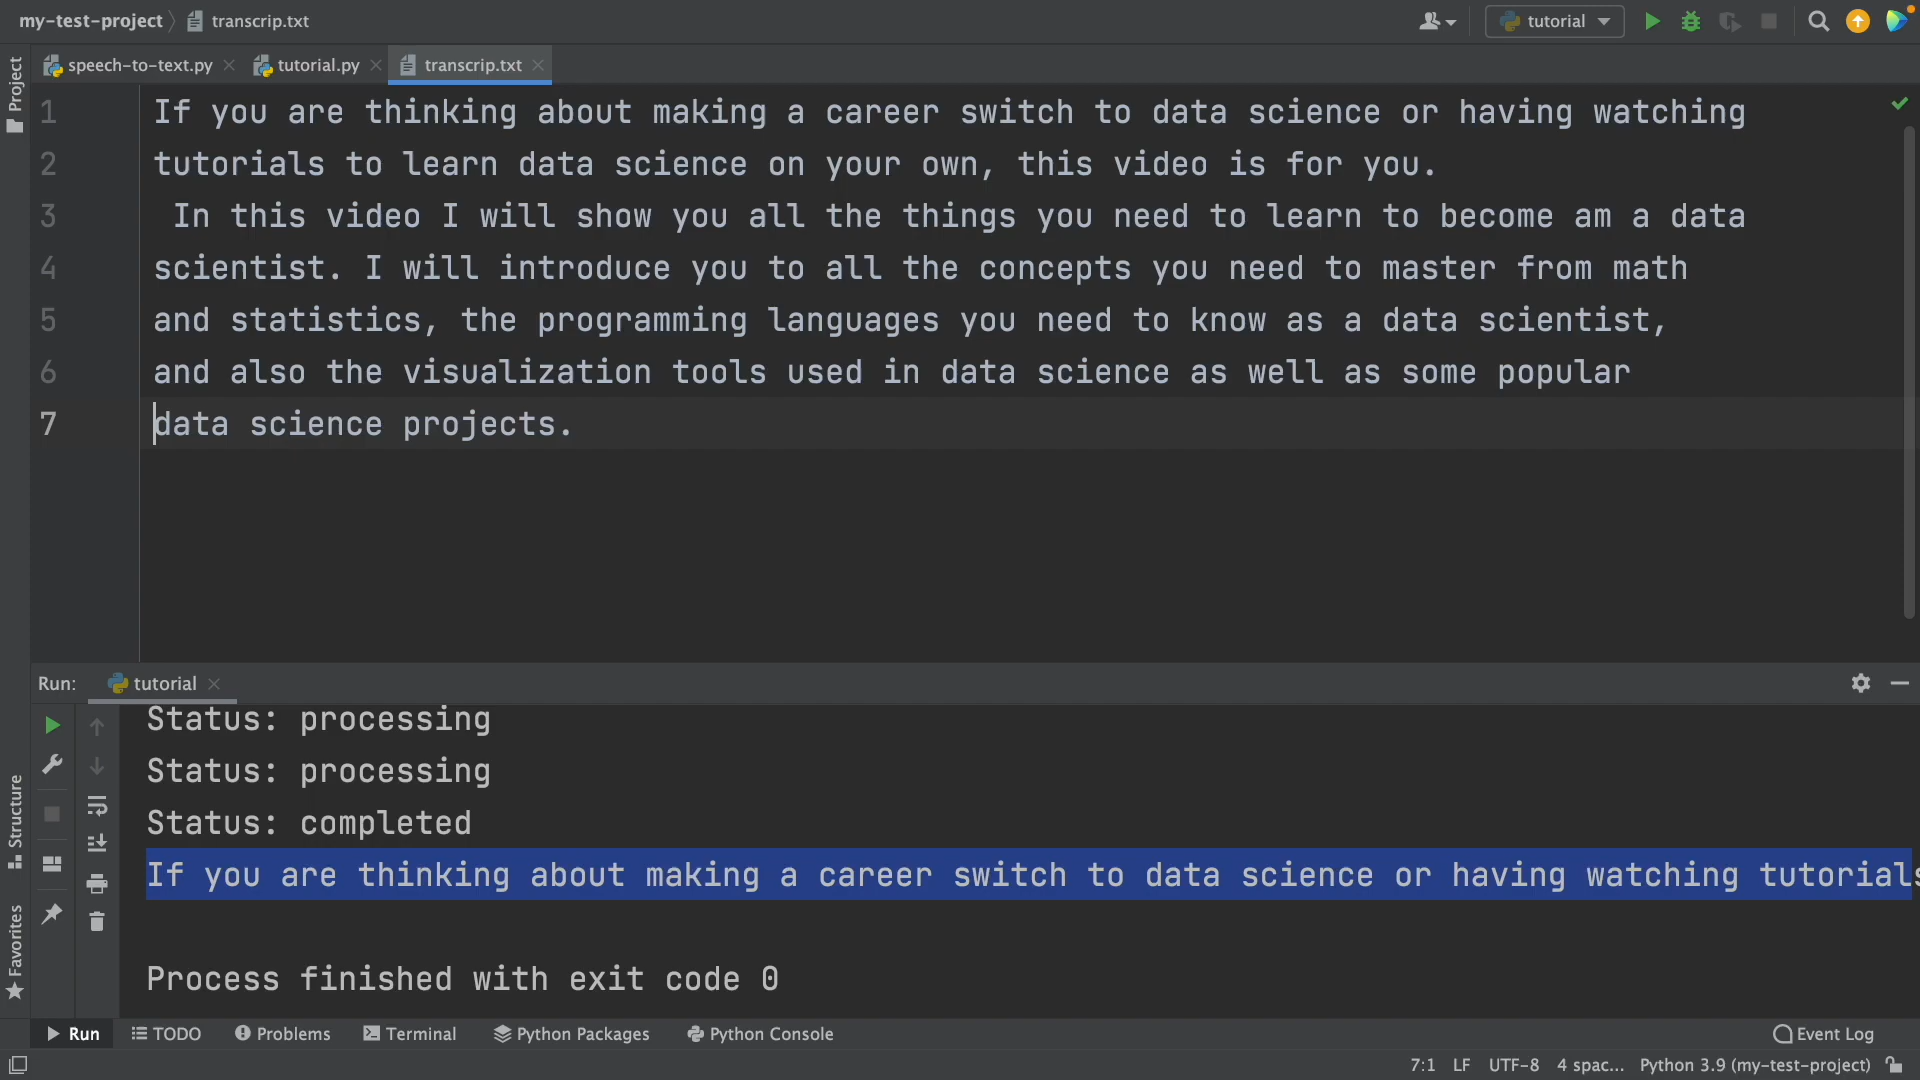 my-test-project transcrip.txt tutorial
speech-to-text.py tutorial.py transcrip.txt
Project
1 If you are thinking about making a career switch to data science or having watching
2 tutorials to learn data science on your own, this video is for you.
3 In this video I will show you all the things you need to learn to become am a data
4 scientist. I will introduce you to all the concepts you need to master from math
5 and statistics, the programming languages you need to know as a data scientist,
6 and also the visualization tools used in data science as well as some popular
7 data science projects.
Run: tutorial
Status: processing
Status: processing
Status: completed
If you are thinking about making a career switch to data science or having watching tutorials
Process finished with exit code 0
Structure
Favorites
Run TODO Problems Terminal Python Packages Python Console Event Log
7:1 LF UTF-8 4 spac... Python 3.9 (my-test-project)